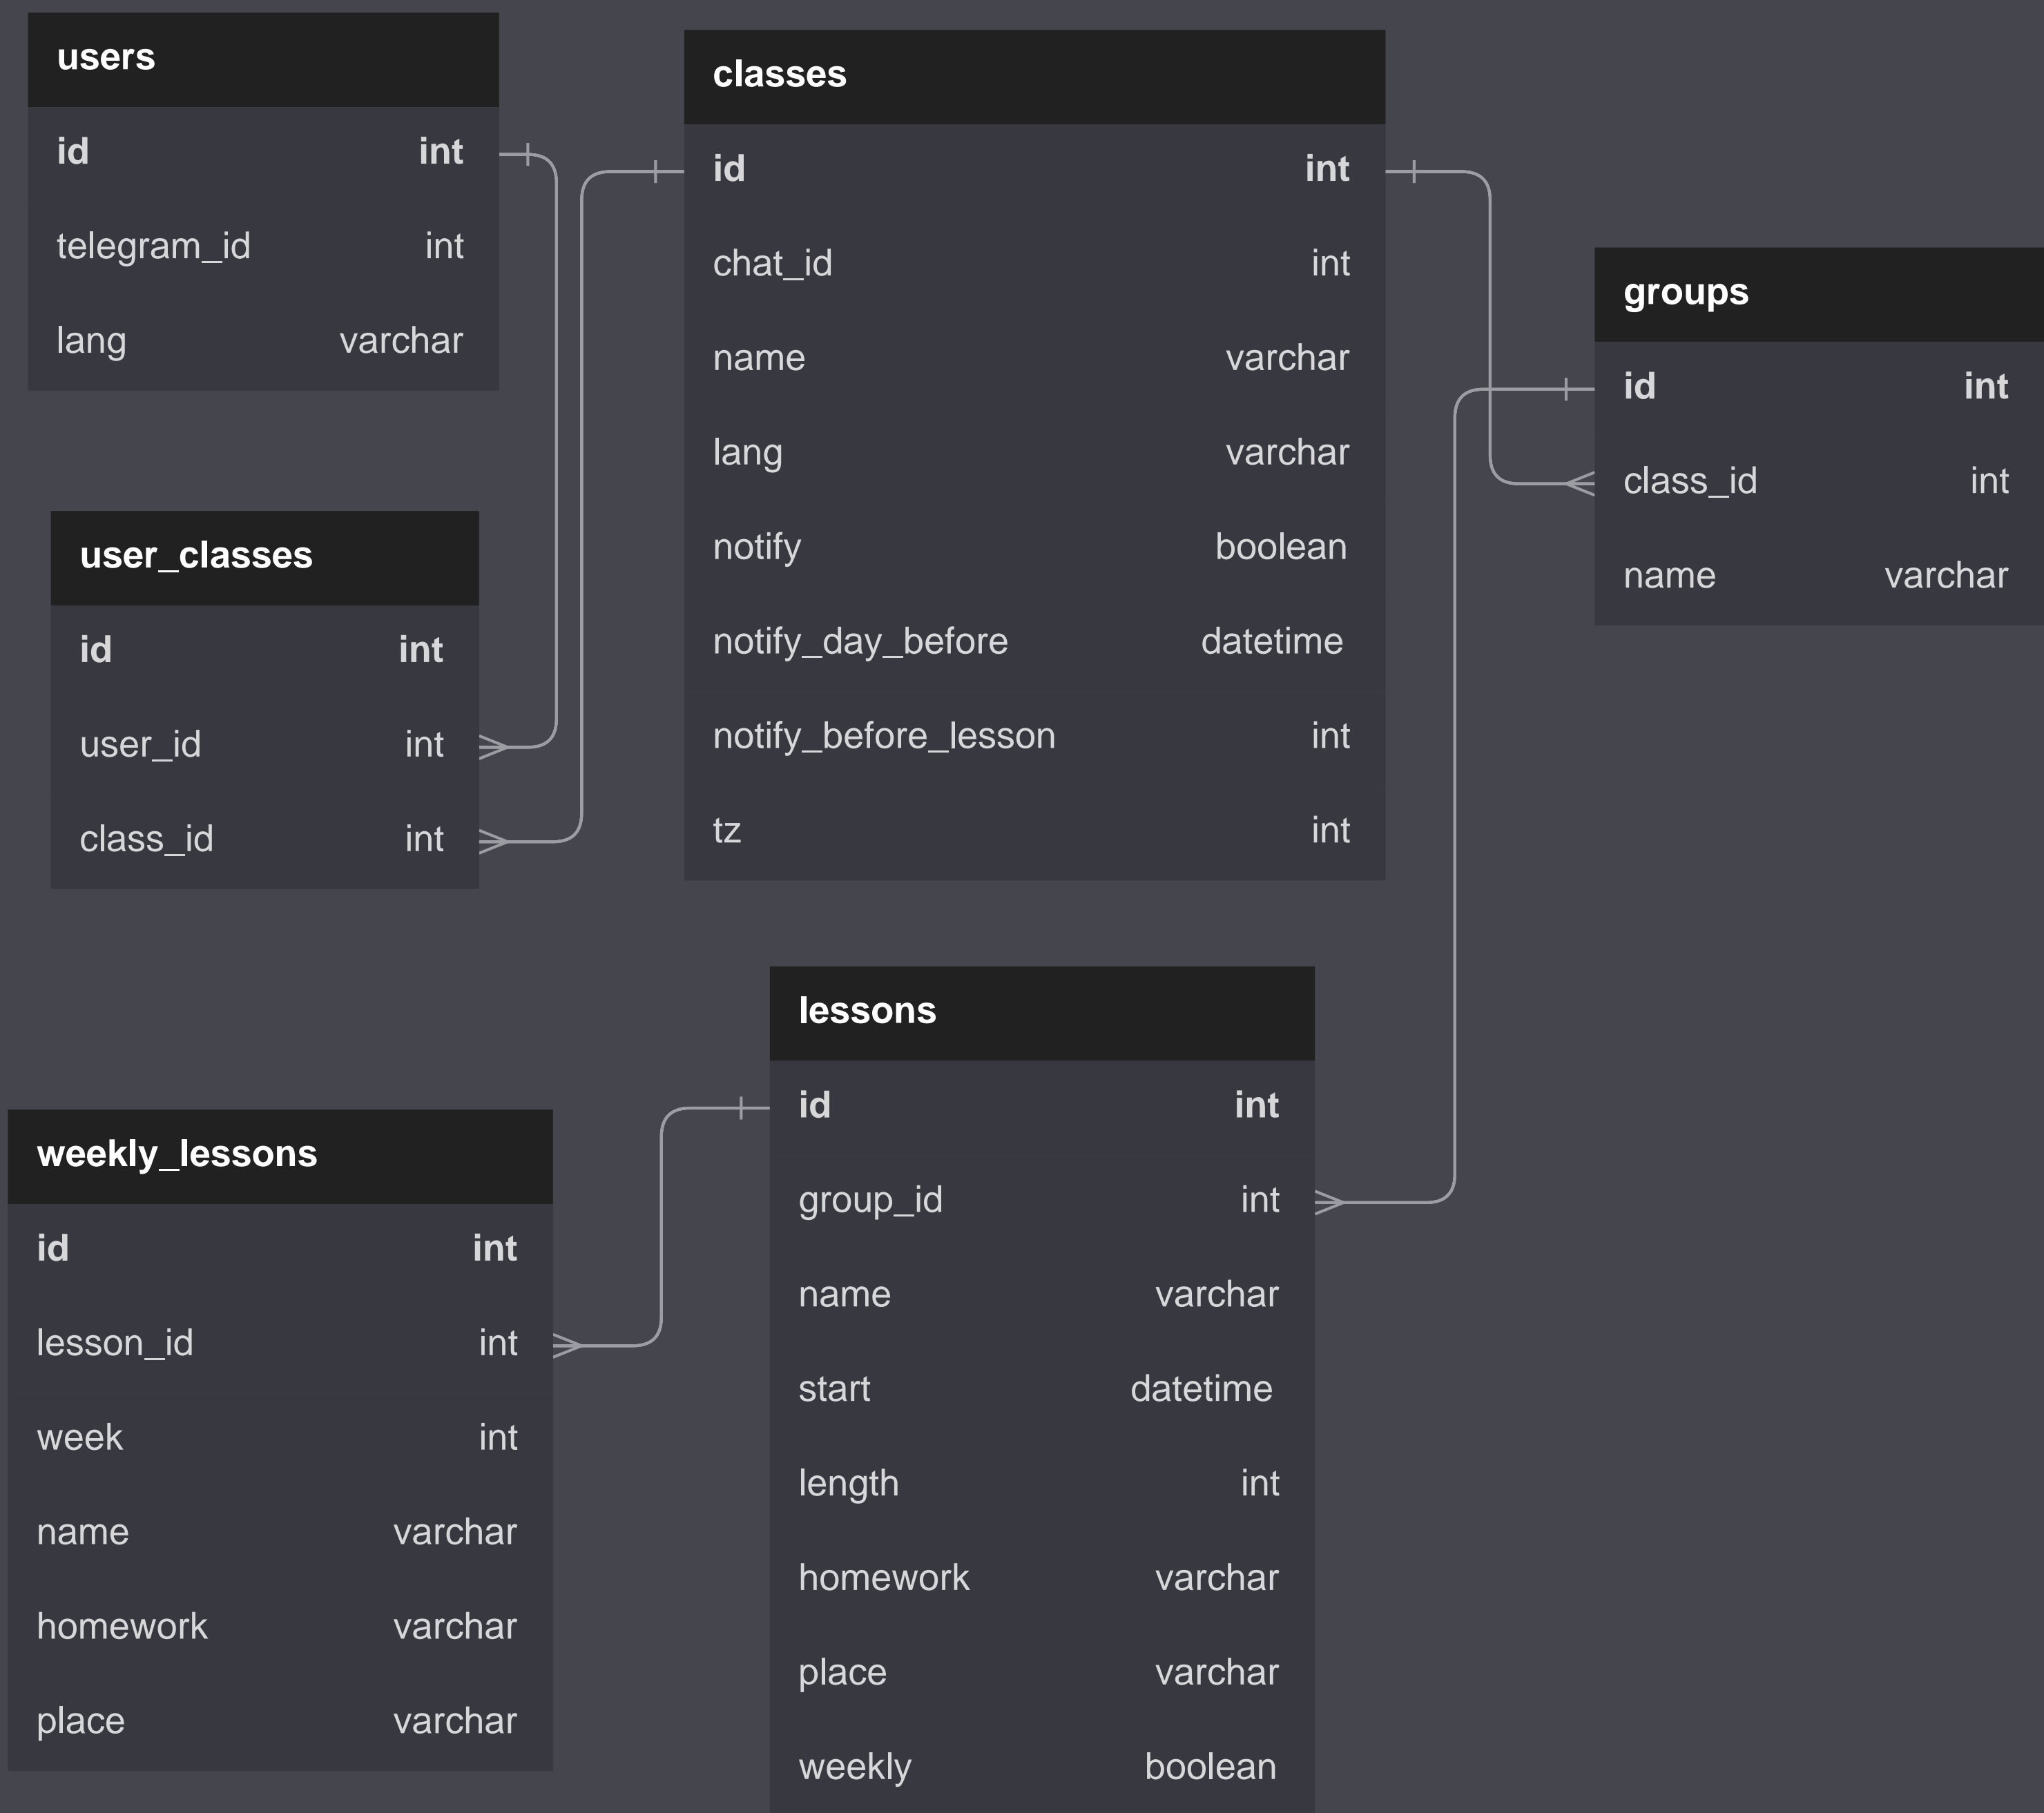 users
id int
telegram_id int
lang varchar
classes
id int
chat_id int
name varchar
lang varchar
notify boolean
notify_day_before datetime
notify_before_lesson int
tz int
groups
id int
class_id int
name varchar
user_classes
id int
user_id int
class_id int
lessons
id int
group_id int
name varchar
start datetime
length int
homework varchar
place varchar
weekly boolean
weekly_lessons
id int
lesson_id int
week int
name varchar
homework varchar
place varchar